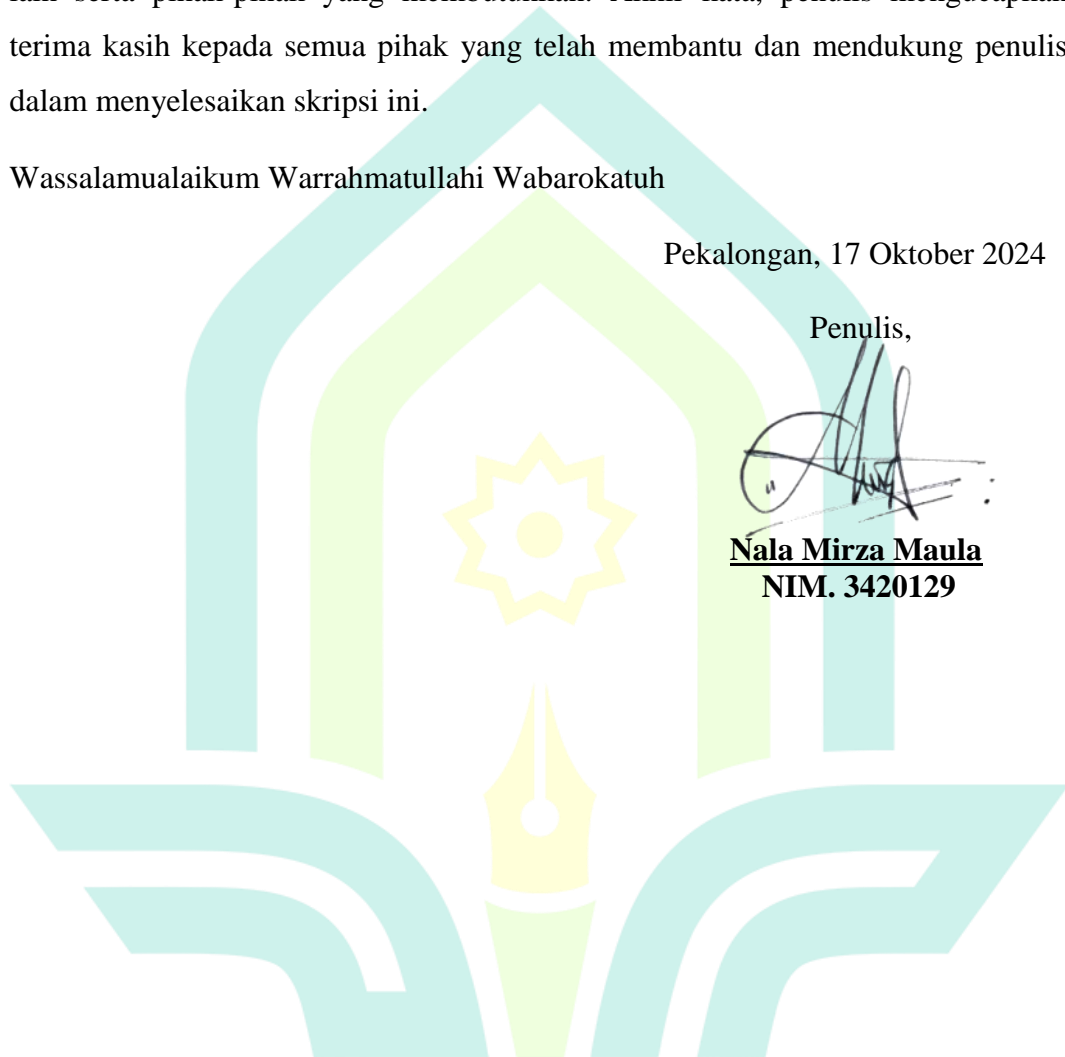 terima kasih kepada semua pihak yang telah membantu dan mendukung penulis
dalam menyelesaikan skripsi ini.
Wassalamualaikum Warrahmatullahi Wabarokatuh
Pekalongan, 17 Oktober 2024
Penulis,
Nala Mirza Maula
NIM. 3420129